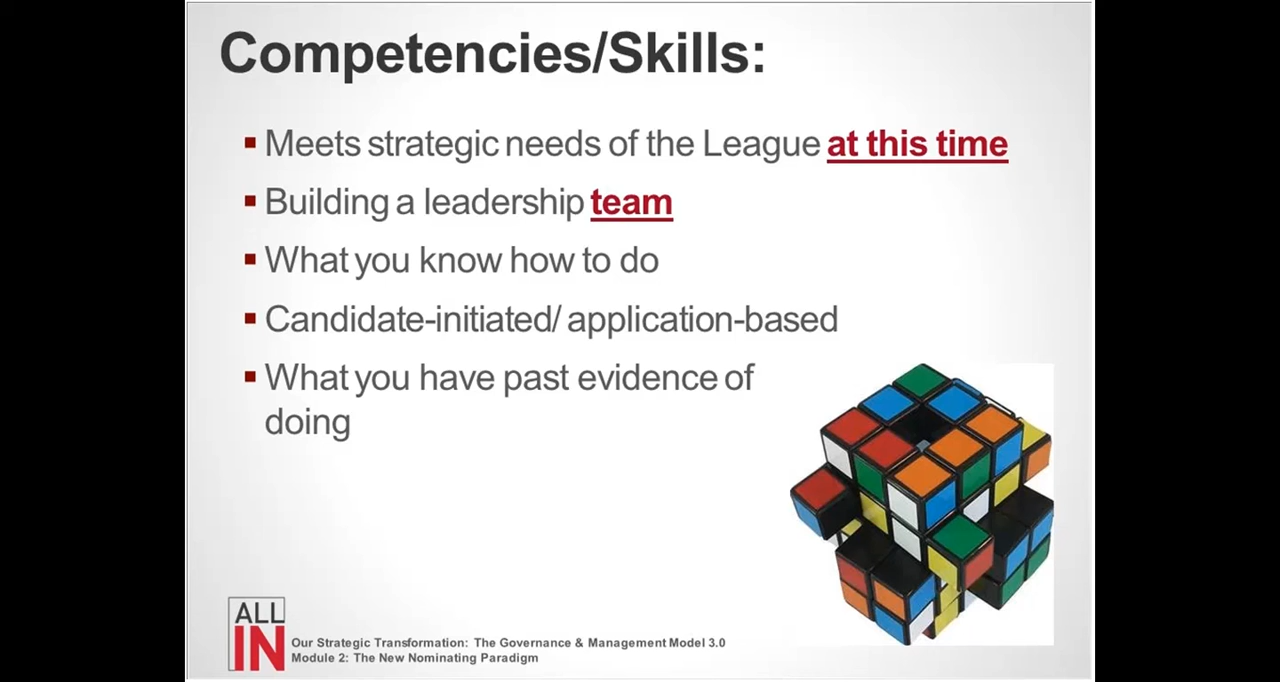 Competencies/Skills:
Meets strategic needs of the League at this time
Building a leadership team
What you know how to do
Candidate-initiated/ application-based
What you have past evidence of
doing
ALL
IN
Our Strategic Transformation: The Governance & Management Model 3.0
Module 2: The New Nominating Paradigm